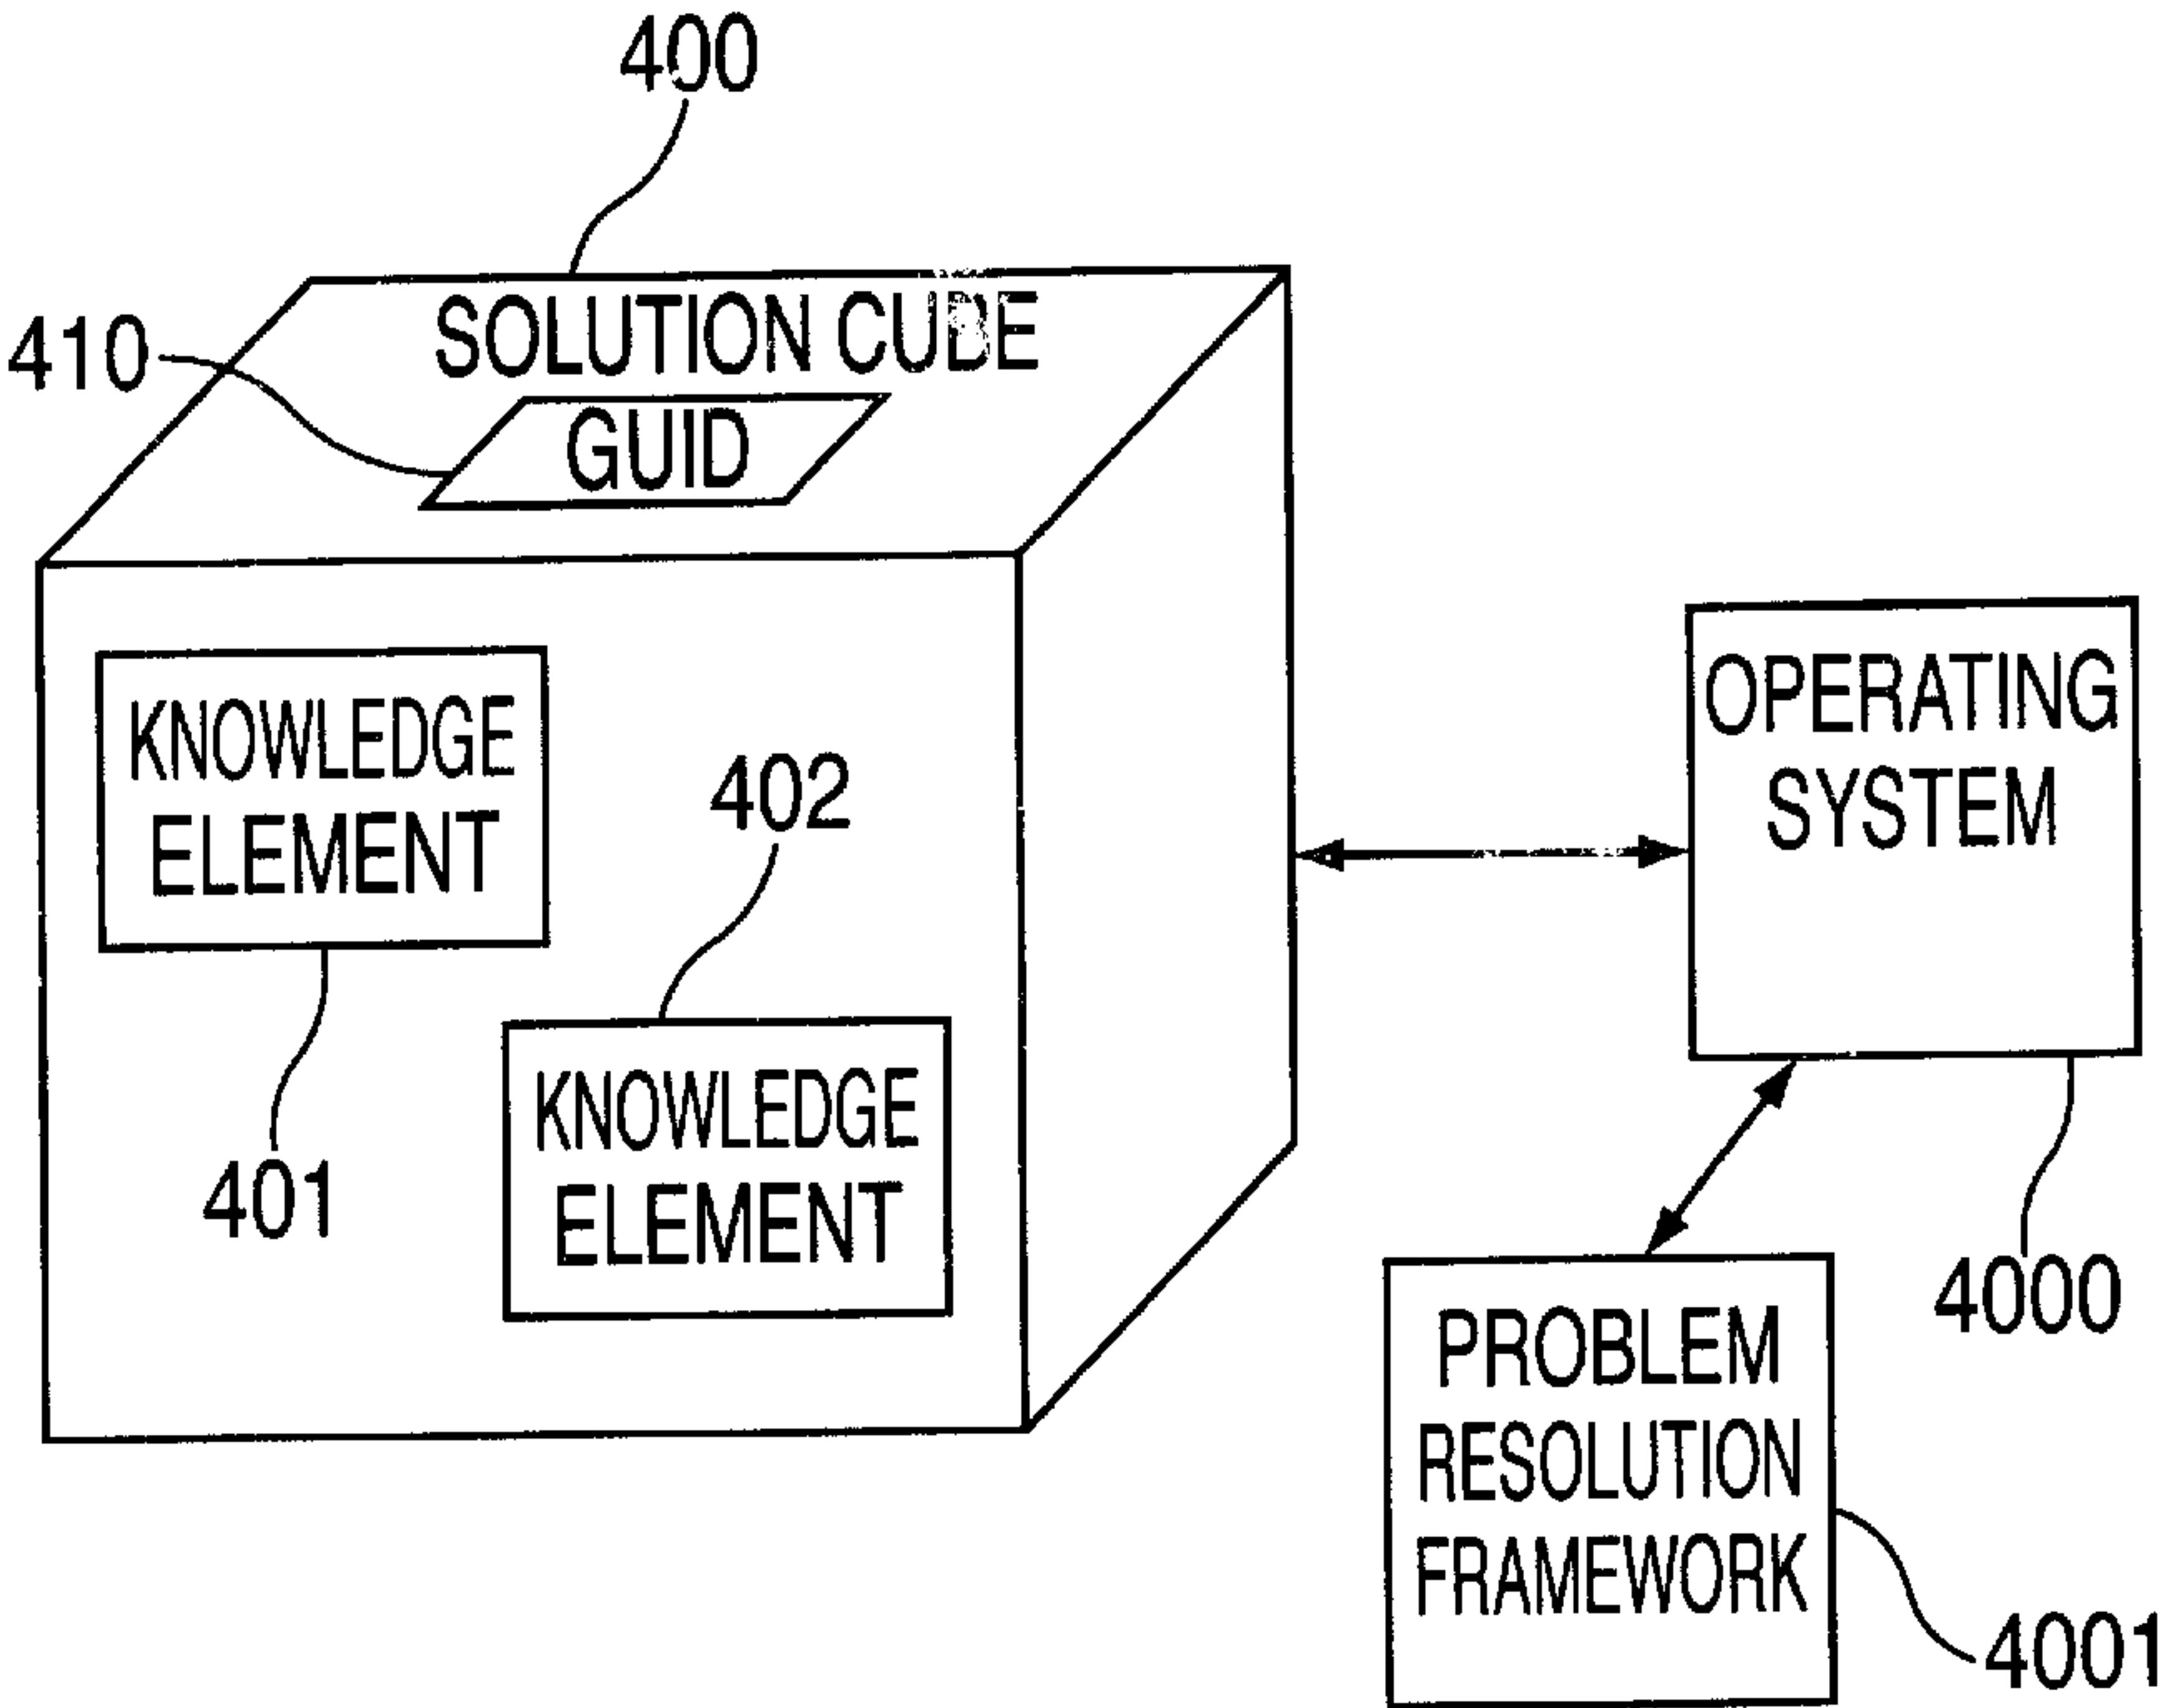 400
SOLUTION CUBE
410
GUID
KNOWLEDGE
ELEMENT
401
402
KNOWLEDGE
ELEMENT
OPERATING
SYSTEM
4000
PROBLEM
RESOLUTION
FRAMEWORK
4001